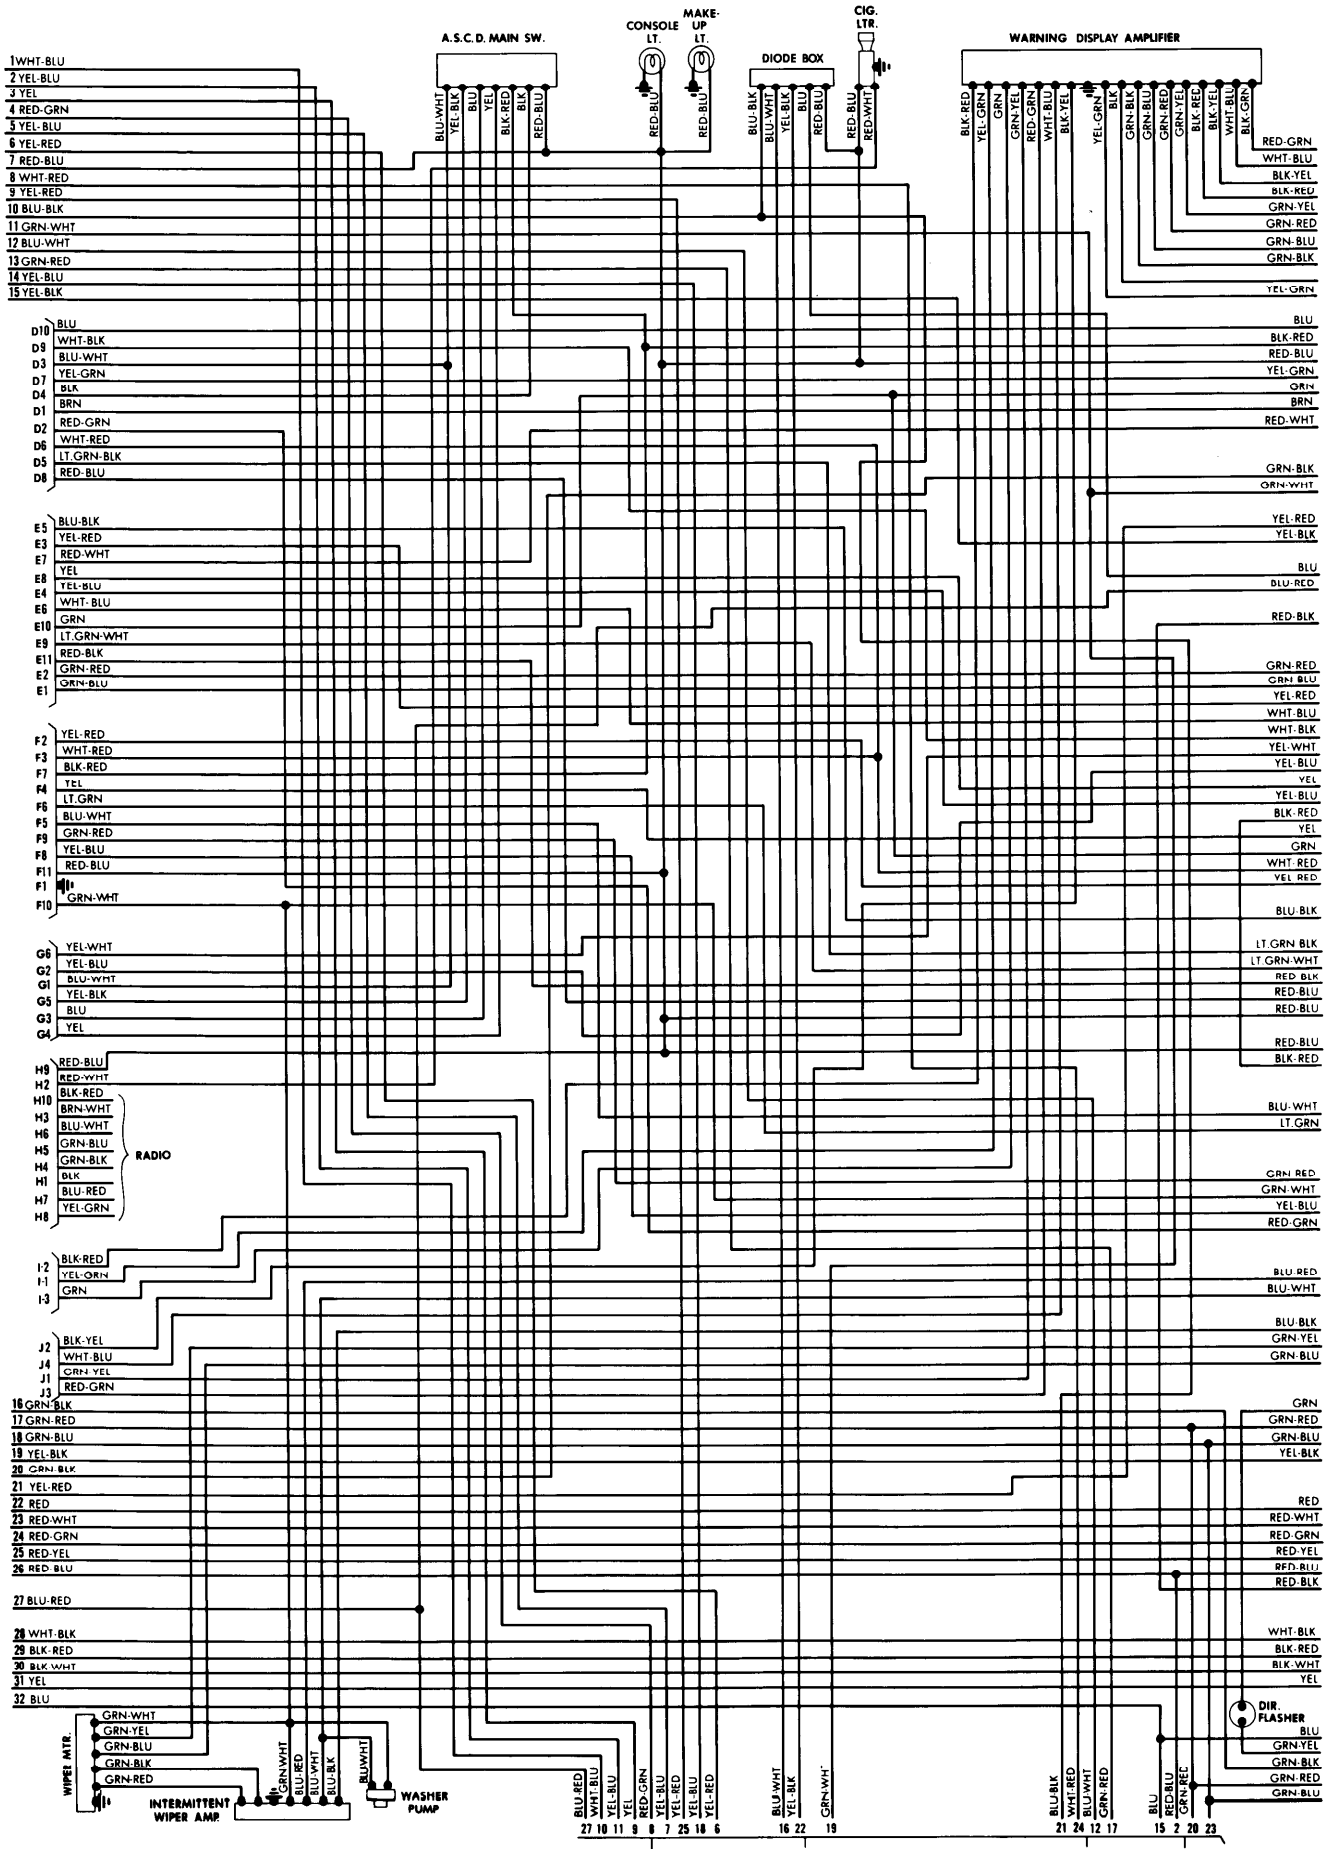 A.S.C.D. MAIN SW.
CONSOLE LT.
MAKE-UP LT.
DIODE BOX
CIG. LTR.
WARNING DISPLAY AMPLIFIER
BLU-WHT
YEL-BLK
BLU
YEL
BLK-RED
BLK
RED-BLU
RED-BLU
RED-BLU
BLU-BLK
BLU-WHT
YEL-BLK
BLU
RED-BLU
RED-BLU
RED-WHT
BLK-RED
YEL-GRN
GRN
GRN-YEL
RED-GRN
WHT-BLU
BLK-YEL
YEL-GRN
BLK
GRN-BLK
GRN-BLU
GRN-RED
GRN-YEL
BLK-RED
BLK-YEL
WHT-BLU
BLK-GRN
1 WHT-BLU
2 YEL-BLU
3 YEL
4 RED-GRN
5 YEL-BLU
6 YEL-RED
7 RED-BLU
8 WHT-RED
9 YEL-RED
10 BLU-BLK
11 GRN-WHT
12 BLU-WHT
13 GRN-RED
14 YEL-BLU
15 YEL-BLK
D10 BLU
D9 WHT-BLK
D3 BLU-WHT
D7 YEL-GRN
D4 BLK
D1 BRN
D2 RED-GRN
D6 WHT-RED
D5 LT.GRN-BLK
D8 RED-BLU
E5 BLU-BLK
E3 YEL-RED
E7 RED-WHT
E8 YEL
E4 YEL-BLU
E6 WHT-BLU
E10 GRN
E9 LT.GRN-WHT
E11 RED-BLK
E2 GRN-RED
E1 GRN-BLU
F2 YEL-RED
F3 WHT-RED
F7 BLK-RED
F4 YEL
F6 LT.GRN
F5 BLU-WHT
F9 GRN-RED
F8 YEL-BLU
F11 RED-BLU
F1
F10 GRN-WHT
G6 YEL-WHT
G2 YEL-BLU
G1 BLU-WHT
G5 YEL-BLK
G3 BLU
G4 YEL
H9 RED-BLU
H2 RED-WHT
H10 BLK-RED
H3 BRN-WHT
H6 BLU-WHT
H5 GRN-BLU
H4 GRN-BLK
H1 BLK
H7 BLU-RED
H8 YEL-GRN
RADIO
I-2 BLK-RED
I-1 YEL-GRN
I-3 GRN
J2 BLK-YEL
J4 WHT-BLU
J1 GRN YEL
J3 RED-GRN
16 GRN-BLK
17 GRN-RED
18 GRN-BLU
19 YEL-BLK
20 GRN-BLK
21 YEL-RED
22 RED
23 RED-WHT
24 RED-GRN
25 RED-YEL
26 RED-BLU
27 BLU-RED
28 WHT-BLK
29 BLK-RED
30 BLK-WHT
31 YEL
32 BLU
RED-GRN
WHT-BLU
BLK-YEL
BLK-RED
GRN-YEL
GRN-RED
GRN-BLU
GRN-BLK
YEL-GRN
BLU
BLK-RED
RED-BLU
YEL-GRN
GRN
BRN
RED-WHT
GRN-BLK
GRN-WHT
YEL-RED
YEL-BLK
BLU
BLU-RED
RED-BLK
GRN-RED
GRN BLU
YEL-RED
WHT-BLU
WHT-BLK
YEL-WHT
YEL-BLU
YEL
YEL-BLU
BLK-RED
YEL
GRN
WHT-RED
YEL RED
BLU-BLK
LT.GRN BLK
LT.GRN-WHT
RED BLK
RED-BLU
RED-BLU
RED-BLU
BLK-RED
BLU-WHT
LT.GRN
GRN RED
GRN-WHT
YEL-BLU
RED-GRN
BLU RED
BLU-WHT
BLU-BLK
GRN-YEL
GRN-BLU
GRN
GRN-RED
GRN-BLU
YEL-BLK
RED
RED-WHT
RED-GRN
RED-YEL
RED-BLU
RED-BLK
WHT-BLK
BLK-RED
BLK-WHT
YEL
DIR. FLASHER
BLU
GRN-YEL
GRN-BLK
GRN-RED
GRN-BLU
WIPER MTR.
GRN-WHT
GRN-YEL
GRN-BLU
GRN-BLK
GRN-RED
INTERMITTENT WIPER AMP.
GRN-WHT
BLU-RED
BLU-WHT
BLU-BLK
BLU-WHT
WASHER PUMP
BLU-RED
WHT-BLU
YEL-BLU
YEL
RED-GRN
YEL-BLU
YEL-RED
YEL-BLU
YEL-RED
BLU-WHT
YEL-BLK
GRN-WH'
BLU-BLK
WHT-RED
BLU-WHT
GRN-RED
BLU
RED-BLU
GRN-RED
27 10 11 9 8 7 25 18 6 16 22 19 21 24 12 17 15 2 20 23